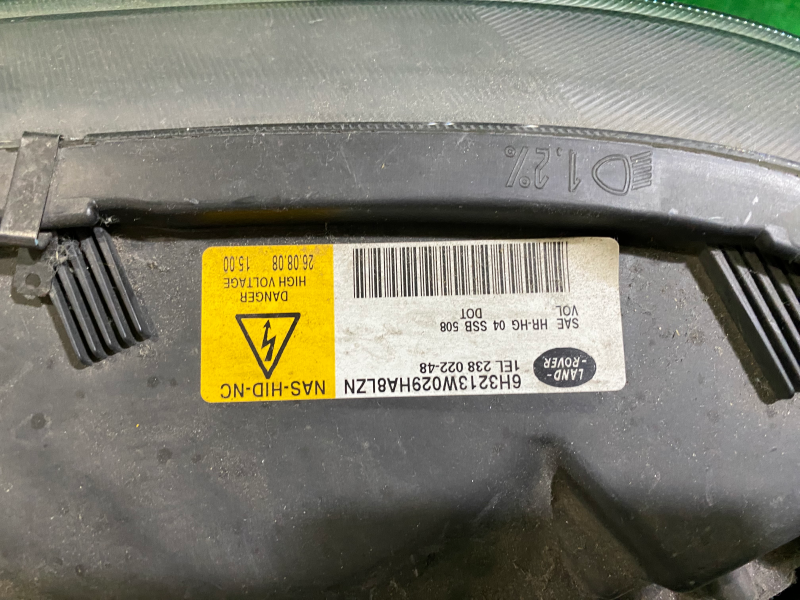 1,2%
LAND-
-ROVER
6H3213W029HA8LZN
1EL 238 022-48
SAE HR-HG 04 SSB 508
VOL DOT
NAS-HID-NC
DANGER
HIGH VOLTAGE
26.08.08 15.00